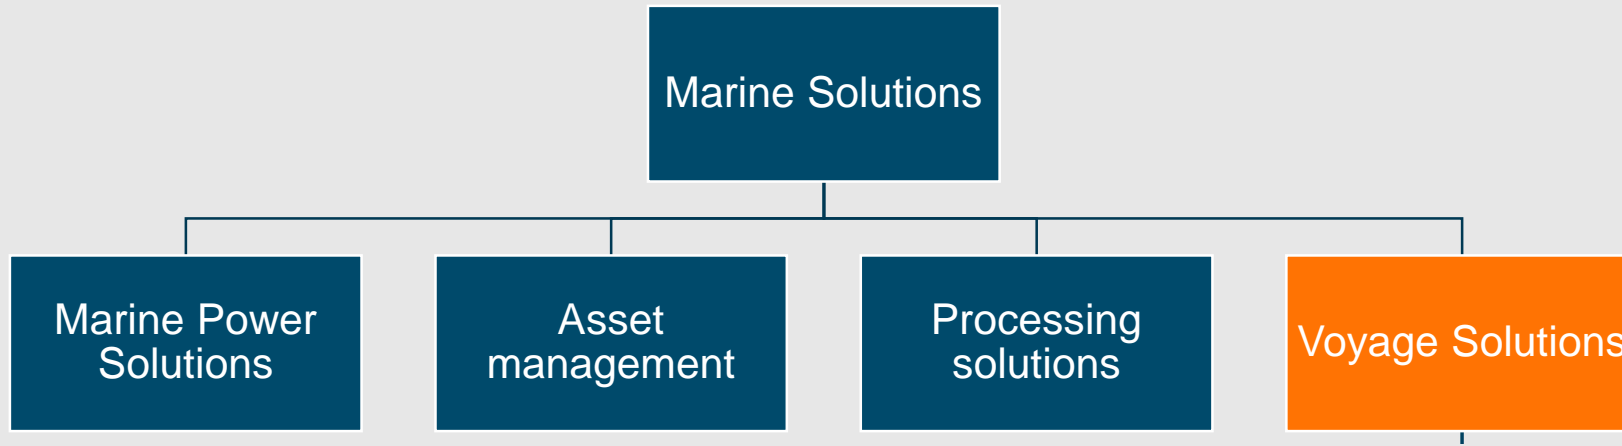 Marine Solutions
Marine Power
Solutions
Asset
management
Processing
solutions
Voyage Solutions